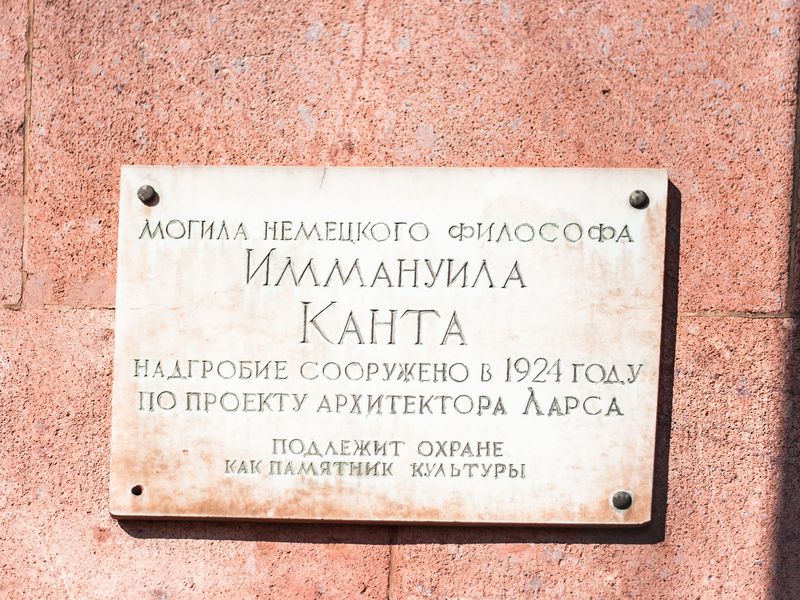 МОГИЛА НЕМЕЦКОГО ФИЛОСОФА
ИММАНУИЛА
КАНТА
НАДГРОБИЕ СООРУЖЕНО В 1924 ГОДУ
ПО ПРОЕКТУ АРХИТЕКТОРА ЛАРСА
ПОДЛЕЖИТ ОХРАНЕ
КАК ПАМЯТНИК КУЛЬТУРЫ